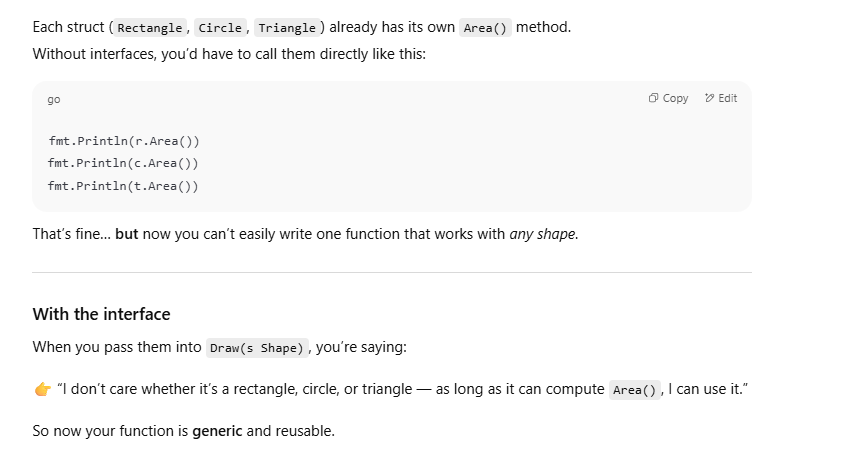 Each struct (Rectangle, Circle, Triangle) already has its own Area() method.
Without interfaces, you'd have to call them directly like this:
go
Copy
Edit
fmt.Println(r.Area())
fmt.Println(c.Area())
fmt.Println(t.Area())
That's fine... but now you can't easily write one function that works with any shape.
With the interface
When you pass them into Draw(s Shape), you're saying:
👉 “I don't care whether it's a rectangle, circle, or triangle — as long as it can compute Area(), I can use it.”
So now your function is generic and reusable.